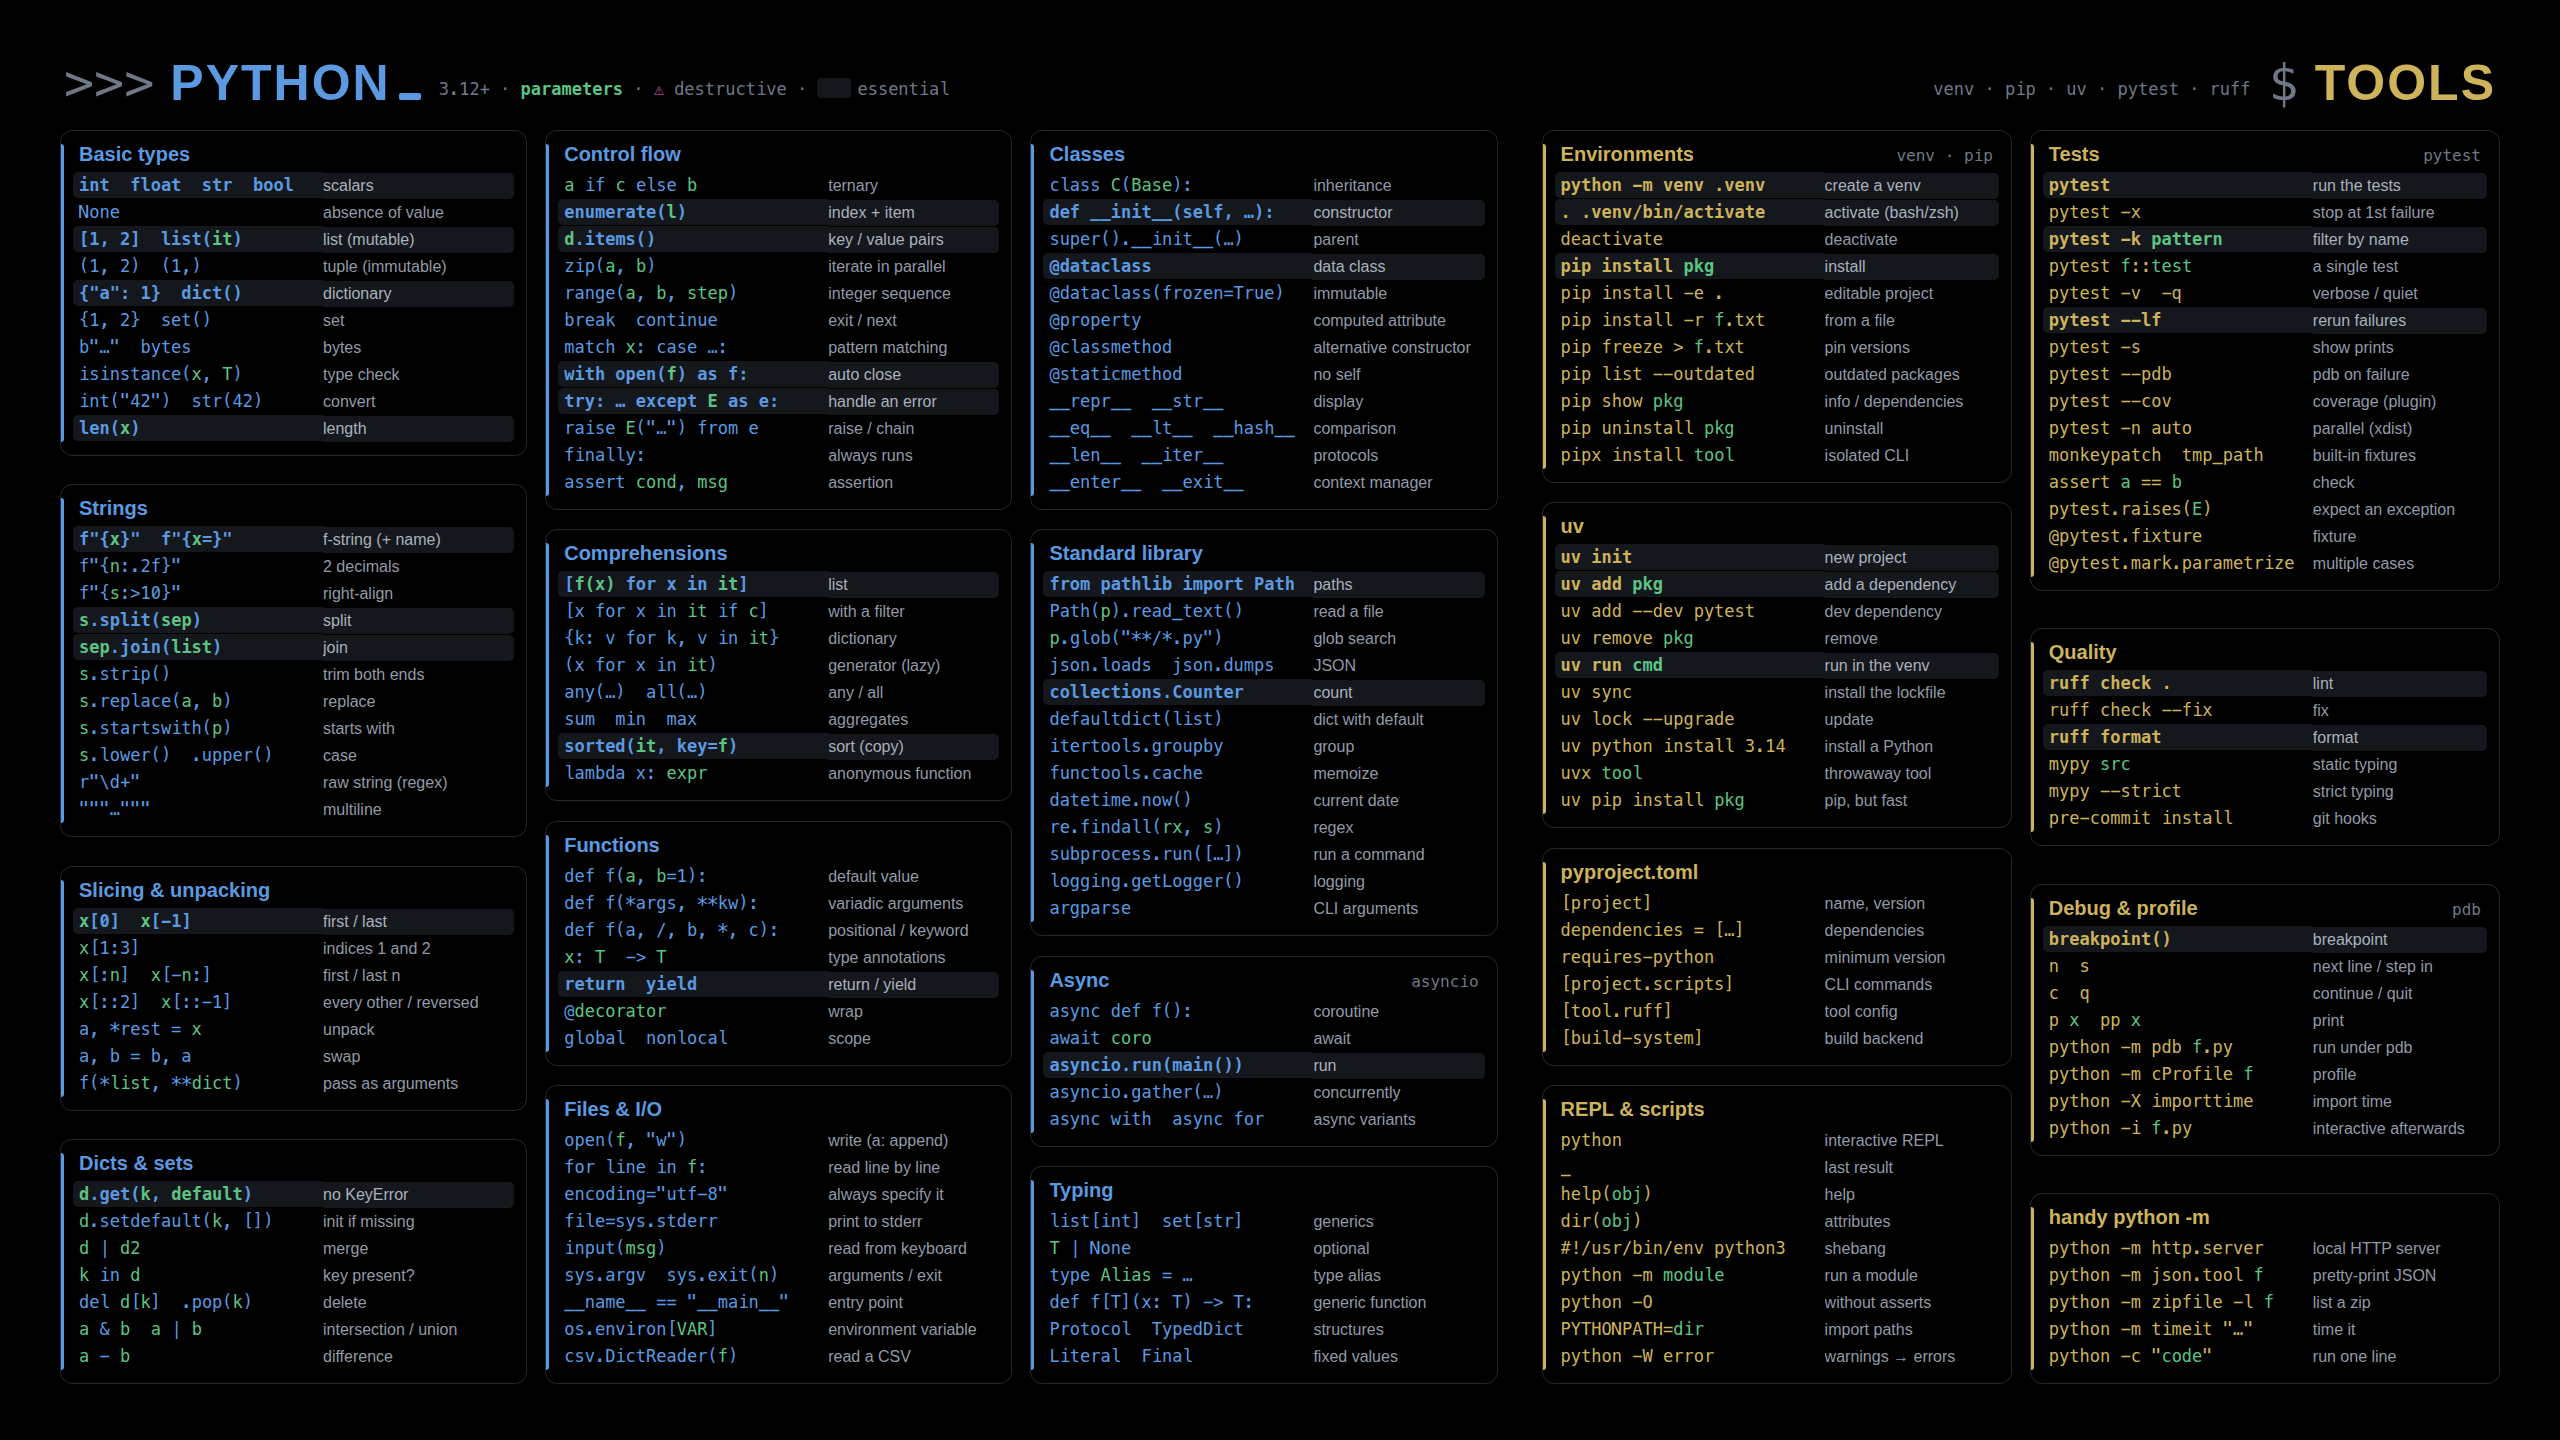 >>> PYTHON_ 3.12+ · parameters · ⚠ destructive · essential
venv · pip · uv · pytest · ruff $ TOOLS
Basic types
int float str bool scalars
None absence of value
[1, 2] list(it) list (mutable)
(1, 2) (1,) tuple (immutable)
{"a": 1} dict() dictionary
{1, 2} set() set
b"…" bytes bytes
isinstance(x, T) type check
int("42") str(42) convert
len(x) length
Strings
f"{x}" f"{x=}" f-string (+ name)
f"{n:.2f}" 2 decimals
f"{s:>10}" right-align
s.split(sep) split
sep.join(list) join
s.strip() trim both ends
s.replace(a, b) replace
s.startswith(p) starts with
s.lower() .upper() case
r"\d+" raw string (regex)
"""…""" multiline
Slicing & unpacking
x[0] x[-1] first / last
x[1:3] indices 1 and 2
x[:n] x[-n:] first / last n
x[::2] x[::-1] every other / reversed
a, *rest = x unpack
a, b = b, a swap
f(*list, **dict) pass as arguments
Dicts & sets
d.get(k, default) no KeyError
d.setdefault(k, []) init if missing
d | d2 merge
k in d key present?
del d[k] .pop(k) delete
a & b a | b intersection / union
a - b difference
Control flow
a if c else b ternary
enumerate(l) index + item
d.items() key / value pairs
zip(a, b) iterate in parallel
range(a, b, step) integer sequence
break continue exit / next
match x: case …: pattern matching
with open(f) as f: auto close
try: … except E as e: handle an error
raise E("…") from e raise / chain
finally: always runs
assert cond, msg assertion
Comprehensions
[f(x) for x in it] list
[x for x in it if c] with a filter
{k: v for k, v in it} dictionary
(x for x in it) generator (lazy)
any(…) all(…) any / all
sum min max aggregates
sorted(it, key=f) sort (copy)
lambda x: expr anonymous function
Functions
def f(a, b=1): default value
def f(*args, **kw): variadic arguments
def f(a, /, b, *, c): positional / keyword
x: T -> T type annotations
return yield return / yield
@decorator wrap
global nonlocal scope
Files & I/O
open(f, "w") write (a: append)
for line in f: read line by line
encoding="utf-8" always specify it
file=sys.stderr print to stderr
input(msg) read from keyboard
sys.argv sys.exit(n) arguments / exit
__name__ == "__main__" entry point
os.environ[VAR] environment variable
csv.DictReader(f) read a CSV
Classes
class C(Base): inheritance
def __init__(self, …): constructor
super().__init__(…) parent
@dataclass data class
@dataclass(frozen=True) immutable
@property computed attribute
@classmethod alternative constructor
@staticmethod no self
__repr__ __str__ display
__eq__ __lt__ __hash__ comparison
__len__ __iter__ protocols
__enter__ __exit__ context manager
Standard library
from pathlib import Path paths
Path(p).read_text() read a file
p.glob("**/*.py") glob search
json.loads json.dumps JSON
collections.Counter count
defaultdict(list) dict with default
itertools.groupby group
functools.cache memoize
datetime.now() current date
re.findall(rx, s) regex
subprocess.run([…]) run a command
logging.getLogger() logging
argparse CLI arguments
Async asyncio
async def f(): coroutine
await coro await
asyncio.run(main()) run
asyncio.gather(…) concurrently
async with async for async variants
Typing
list[int] set[str] generics
T | None optional
type Alias = … type alias
def f[T](x: T) -> T: generic function
Protocol TypedDict structures
Literal Final fixed values
Environments venv · pip
python -m venv .venv create a venv
. .venv/bin/activate activate (bash/zsh)
deactivate deactivate
pip install pkg install
pip install -e . editable project
pip install -r f.txt from a file
pip freeze > f.txt pin versions
pip list --outdated outdated packages
pip show pkg info / dependencies
pip uninstall pkg uninstall
pipx install tool isolated CLI
uv
uv init new project
uv add pkg add a dependency
uv add --dev pytest dev dependency
uv remove pkg remove
uv run cmd run in the venv
uv sync install the lockfile
uv lock --upgrade update
uv python install 3.14 install a Python
uvx tool throwaway tool
uv pip install pkg pip, but fast
pyproject.toml
[project] name, version
dependencies = […] dependencies
requires-python minimum version
[project.scripts] CLI commands
[tool.ruff] tool config
[build-system] build backend
REPL & scripts
python interactive REPL
_ last result
help(obj) help
dir(obj) attributes
#!/usr/bin/env python3 shebang
python -m module run a module
python -O without asserts
PYTHONPATH=dir import paths
python -W error warnings → errors
Tests pytest
pytest run the tests
pytest -x stop at 1st failure
pytest -k pattern filter by name
pytest f::test a single test
pytest -v -q verbose / quiet
pytest --lf rerun failures
pytest -s show prints
pytest --pdb pdb on failure
pytest --cov coverage (plugin)
pytest -n auto parallel (xdist)
monkeypatch tmp_path built-in fixtures
assert a == b check
pytest.raises(E) expect an exception
@pytest.fixture fixture
@pytest.mark.parametrize multiple cases
Quality
ruff check . lint
ruff check --fix fix
ruff format format
mypy src static typing
mypy --strict strict typing
pre-commit install git hooks
Debug & profile pdb
breakpoint() breakpoint
n s next line / step in
c q continue / quit
p x pp x print
python -m pdb f.py run under pdb
python -m cProfile f profile
python -X importtime import time
python -i f.py interactive afterwards
handy python -m
python -m http.server local HTTP server
python -m json.tool f pretty-print JSON
python -m zipfile -l f list a zip
python -m timeit "…" time it
python -c "code" run one line